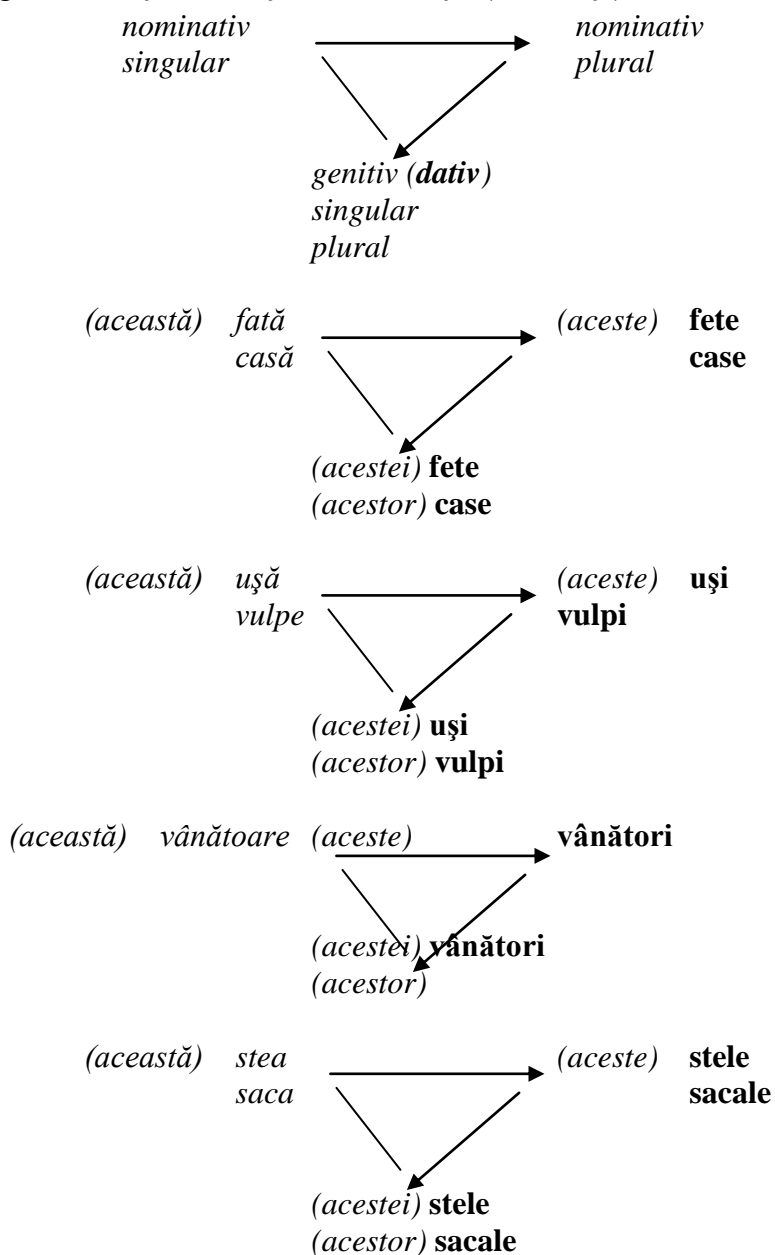 nominativ nominativ
singular plural
genitiv (dativ)
singular
plural
(această) fată (aceste) fete
casă case
(acestei) fete
(acestor) case
(această) uşă (aceste) uşi
vulpe vulpi
(acestei) uşi
(acestor) vulpi
(această) vânătoare (aceste) vânători
(acestei) vânători
(acestor)
(această) stea (aceste) stele
saca sacale
(acestei) stele
(acestor) sacale